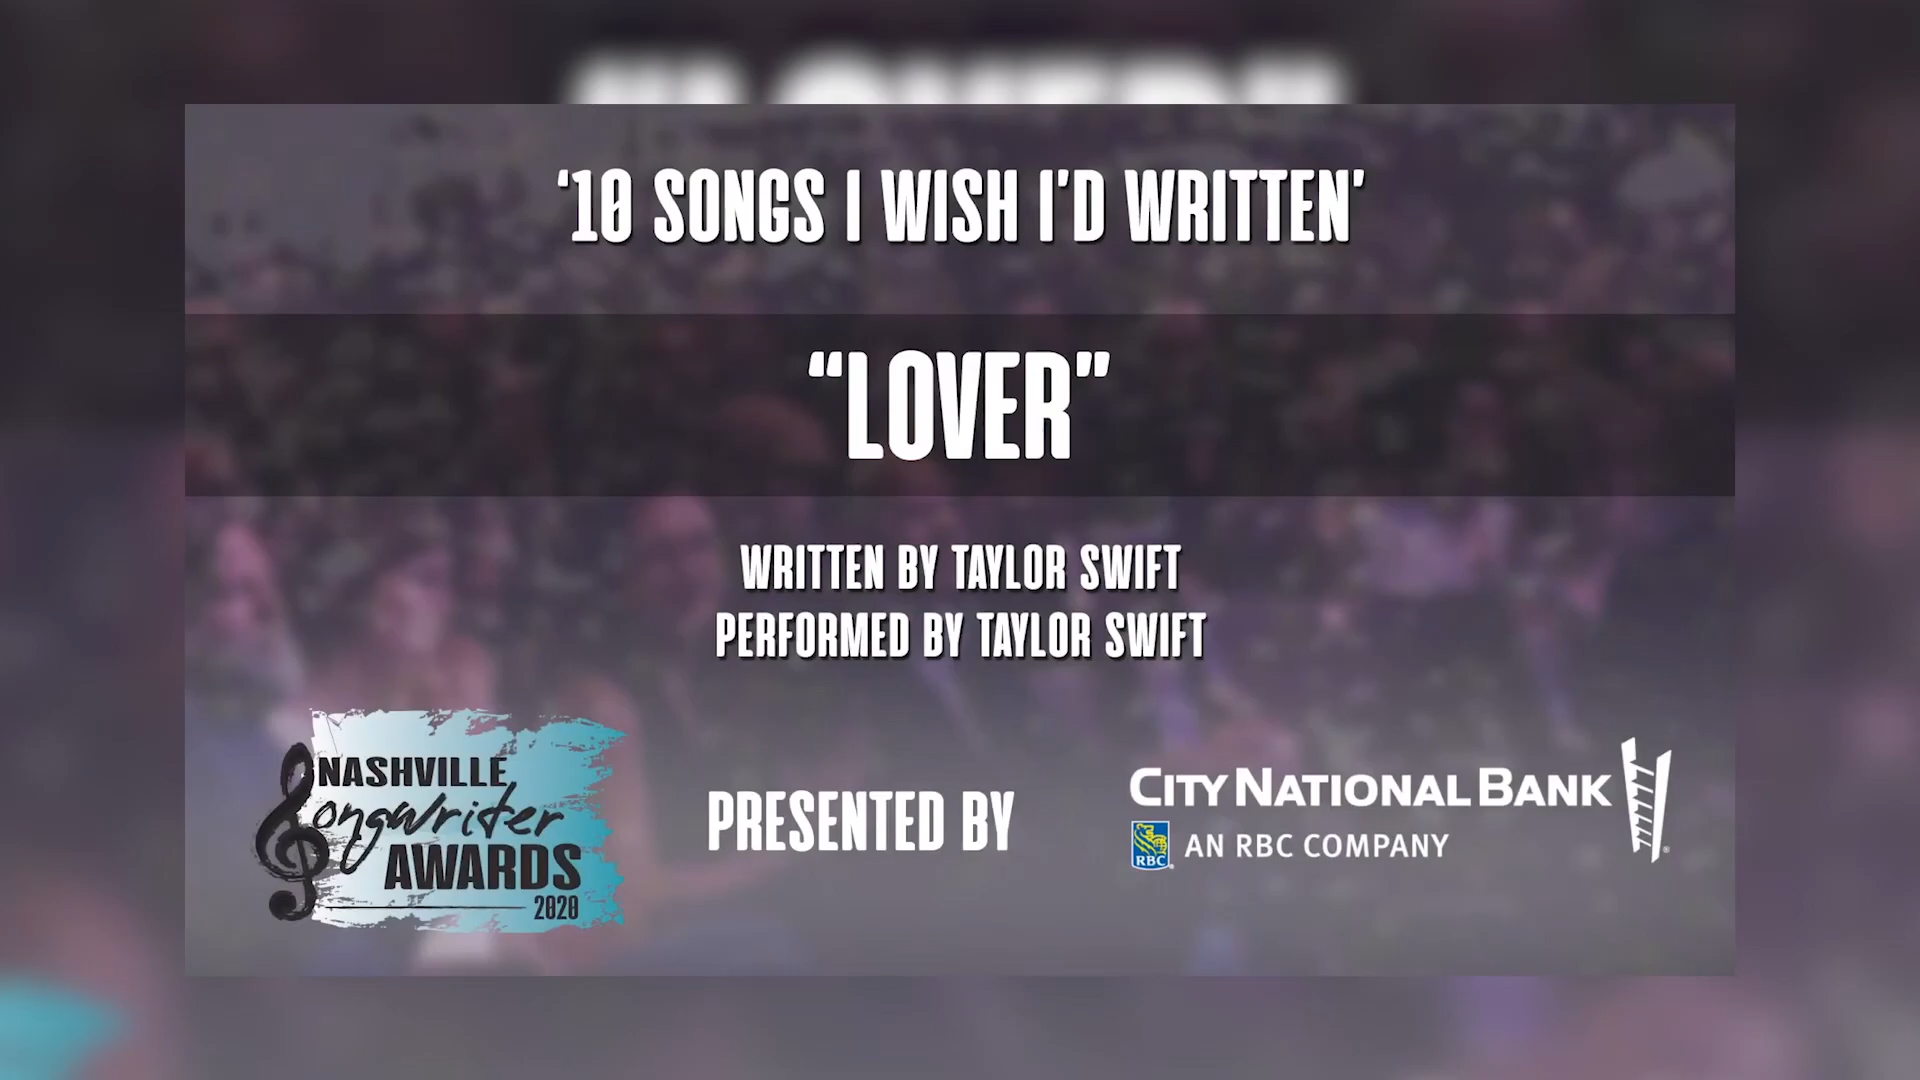 ‘10 SONGS I WISH I’D WRITTEN’
“LOVER”
WRITTEN BY TAYLOR SWIFT
PERFORMED BY TAYLOR SWIFT
NASHVILLE
Songwriter
AWARDS
2020
PRESENTED BY
CITY NATIONAL BANK
RBC
AN RBC COMPANY